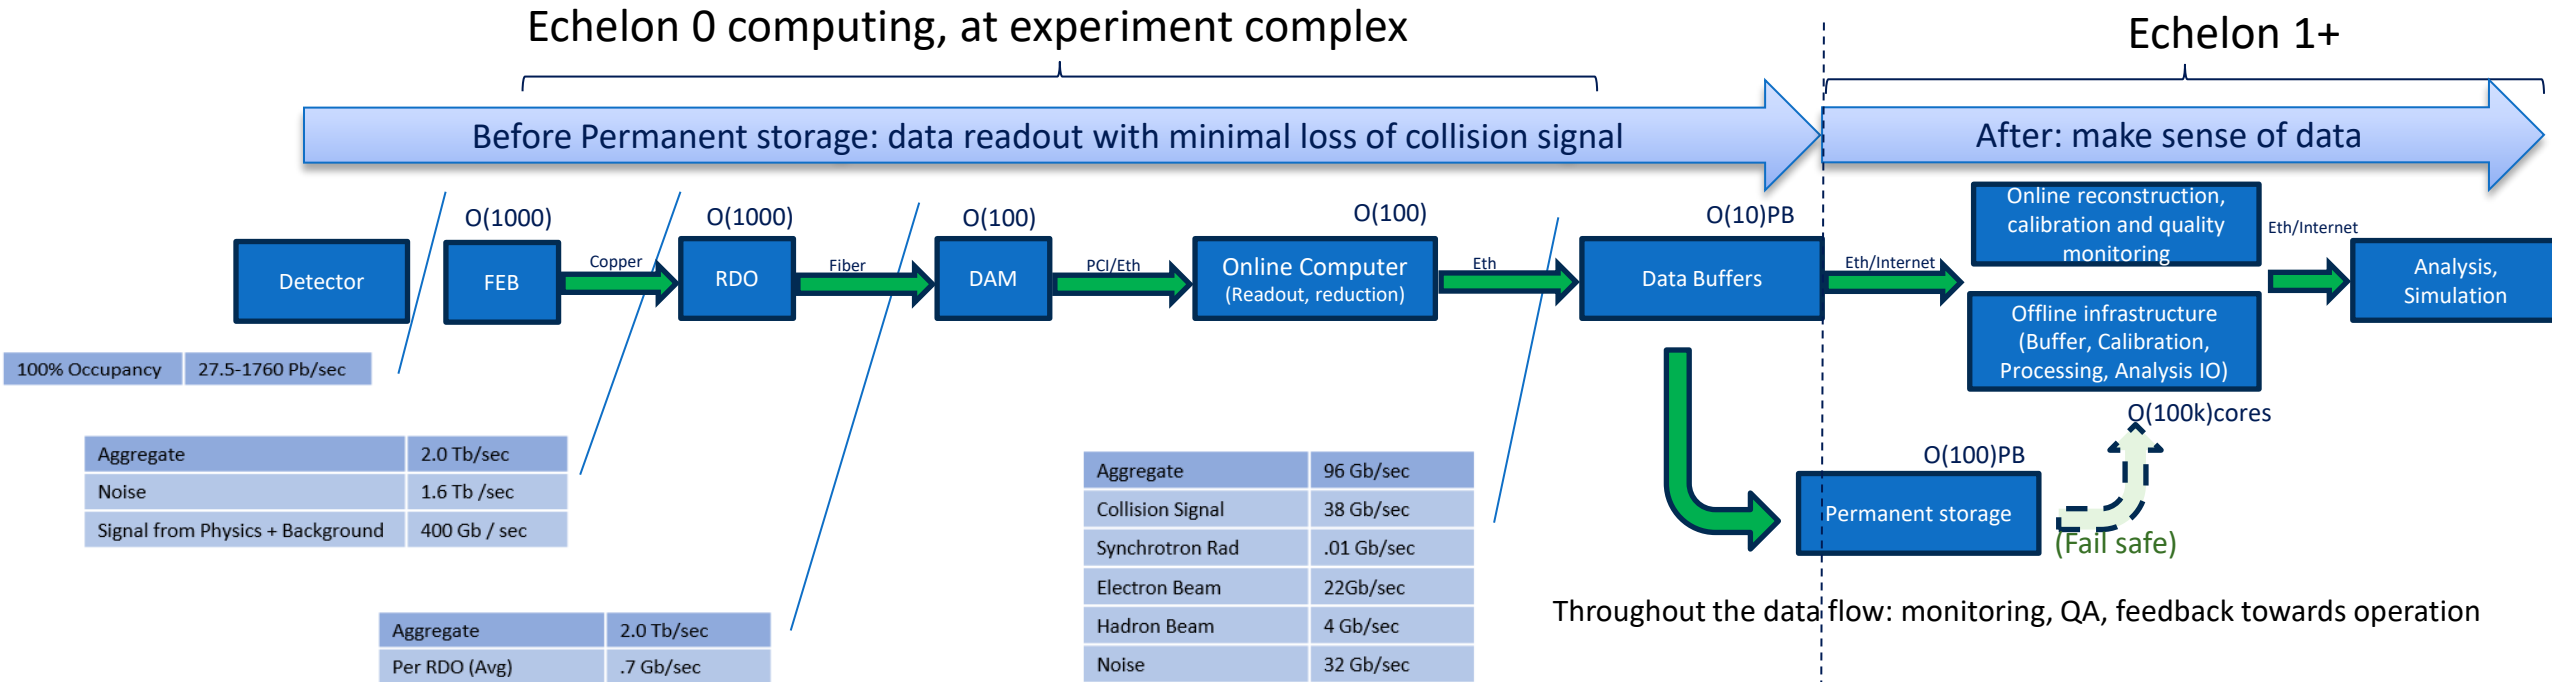 Echelon 0 computing, at experiment complex
Echelon 1+
Before Permanent storage: data readout with minimal loss of collision signal
After: make sense of data
O(1000)
O(1000)
O(100)
O(100)
O(10)PB
Detector
FEB
Copper
RDO
Fiber
DAM
PCI/Eth
Online Computer
(Readout, reduction)
Eth
Data Buffers
Eth/Internet
Online reconstruction,
calibration and quality
monitoring
Offline infrastructure
(Buffer, Calibration,
Processing, Analysis IO)
Eth/Internet
Analysis,
Simulation
O(100k)cores
100% Occupancy 27.5-1760 Pb/sec
Aggregate 2.0 Tb/sec
Noise 1.6 Tb /sec
Signal from Physics + Background 400 Gb / sec
Aggregate 2.0 Tb/sec
Per RDO (Avg) .7 Gb/sec
Aggregate 96 Gb/sec
Collision Signal 38 Gb/sec
Synchrotron Rad .01 Gb/sec
Electron Beam 22Gb/sec
Hadron Beam 4 Gb/sec
Noise 32 Gb/sec
O(100)PB
Permanent storage
(Fail safe)
Throughout the data flow: monitoring, QA, feedback towards operation